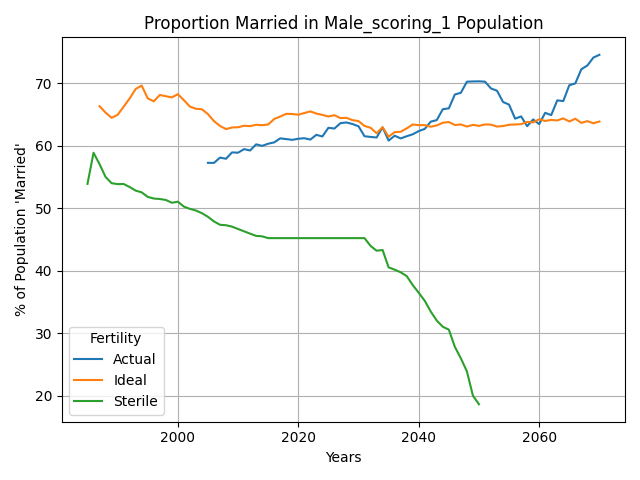 Proportion Married in Male_scoring_1 Population
% of Population 'Married'
70
60
50
40
30
20
Fertility
Actual
Ideal
Sterile
2000 2020 2040 2060
Years